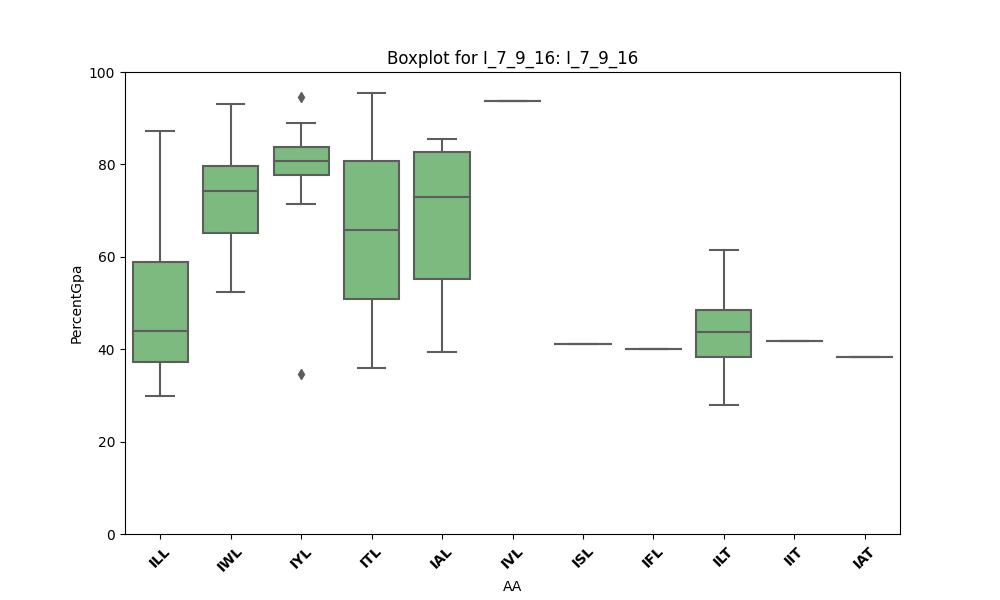 Boxplot for I_7_9_16: I_7_9_16
100
80
60
40
20
0
PercentGpa
ILL
IWL
IYL
ITL
IAL
IVL
ISL
IFL
ILT
IIT
IAT
AA